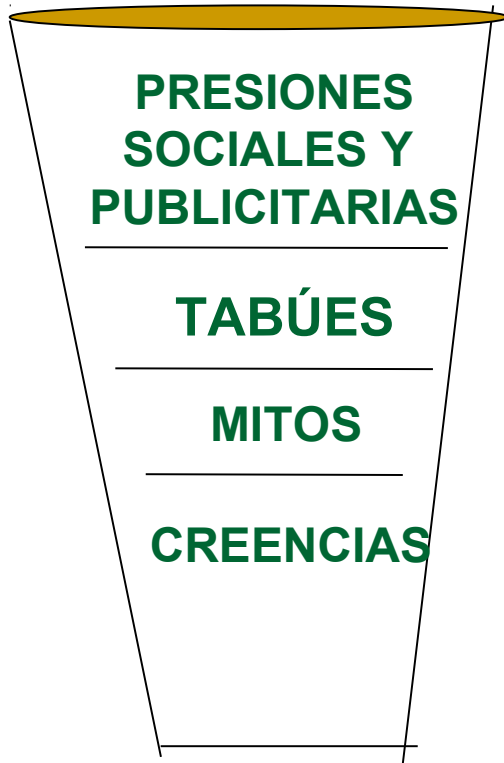 PRESIONES
SOCIALES Y
PUBLICITARIAS
TABÚES
MITOS
CREENCIAS